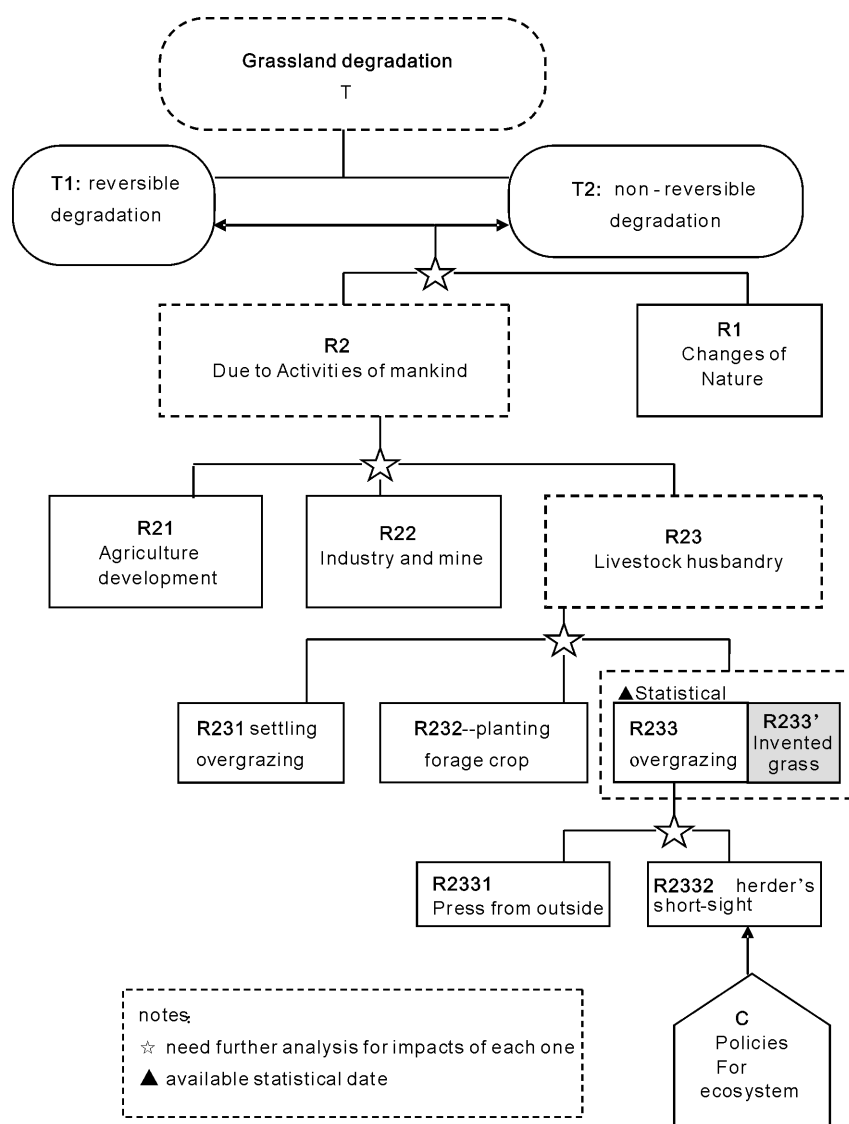 Grassland degradation
T
T1: reversible
degradation
T2: non-reversible
degradation
R2
Due to Activities of mankind
R1
Changes of
Nature
R21
Agriculture
development
R22
Industry and mine
R23
Livestock husbandry
▲Statistical
R231 settling
overgrazing
R232--planting
forage crop
R233
overgrazing
R233’
Invented
grass
R2331
Press from outside
R2332 herder’s
short-sight
C
Policies
For
ecosystem
notes:
☆ need further analysis for impacts of each one
▲ available statistical date